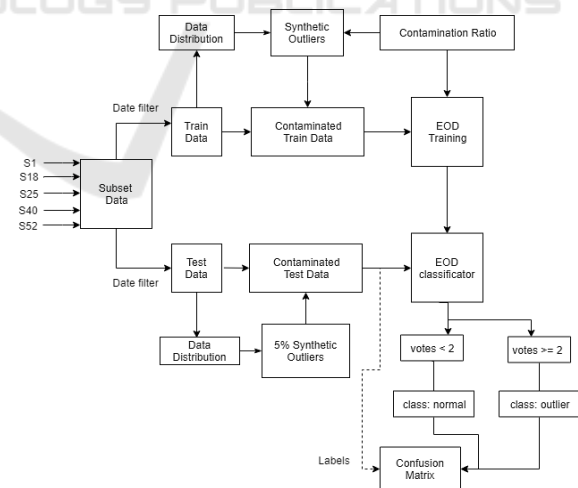 Data
Distribution
Synthetic
Outliers
Contamination Ratio
Date filter
Train
Data
Contaminated
Train Data
EOD
Training
S1
S18
S25
S40
S52
Subset
Data
Test
Data
Contaminated
Test Data
EOD
classificator
Date filter
Data
Distribution
5% Synthetic
Outliers
votes < 2
votes >= 2
class: normal
class: outlier
Labels
Confusion
Matrix